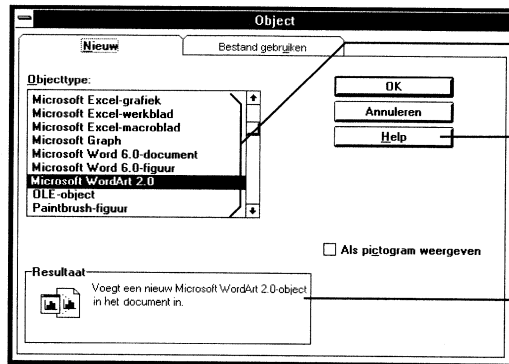 Object
Nieuw
Bestand gebruiken
Objecttype:
Microsoft Excel-grafiek
Microsoft Excel-werkblad
Microsoft Excel-macroblad
Microsoft Graph
Microsoft Word 6.0-document
Microsoft Word 6.0-figuur
Microsoft WordArt 2.0
OLE-object
Paintbrush-figuur
OK
Annuleren
Help
Als pictogram weergeven
Resultaat
Voegt een nieuw Microsoft WordArt 2.0-object
in het document in.